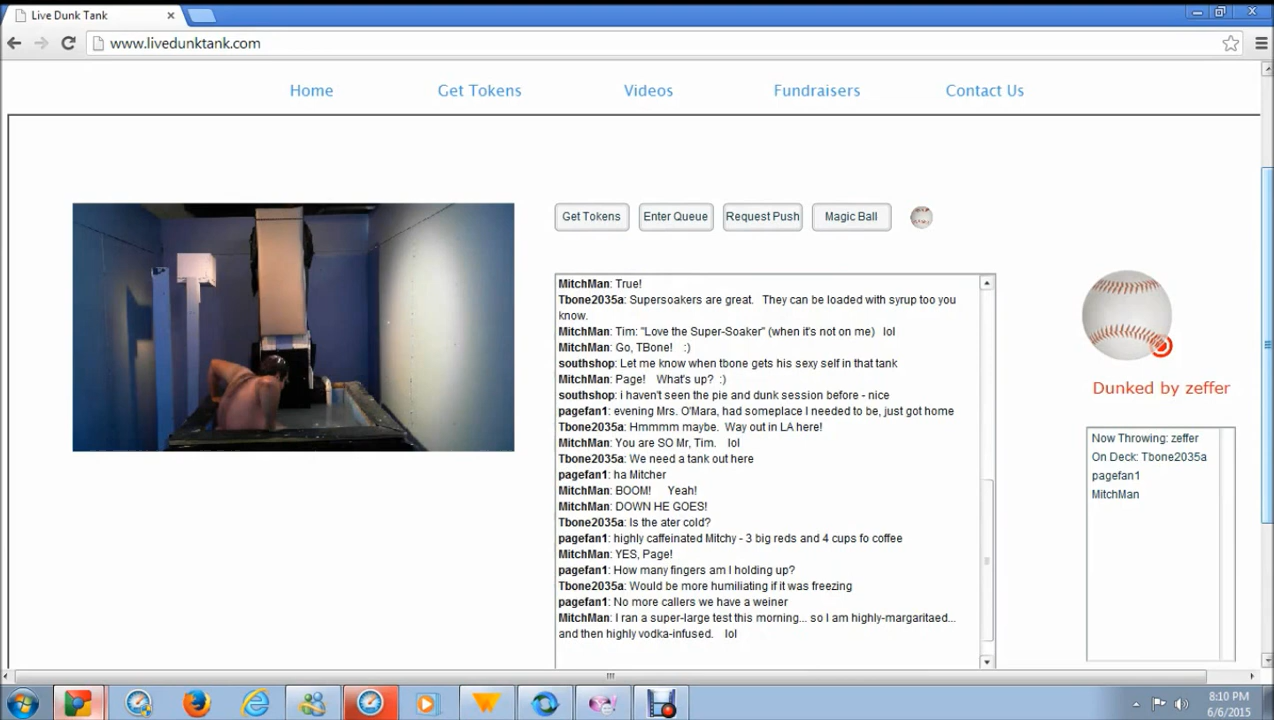 Live Dunk Tank
www.livedunktank.com
Home
Get Tokens
Videos
Fundraisers
Contact Us
Get Tokens
Enter Queue
Request Push
Magic Ball
MitchMan: True!
Tbone2035a: Supersoakers are great. They can be loaded with syrup too you
know.
MitchMan: Tim: "Love the Super-Soaker" (when it's not on me) lol
MitchMan: Go, TBone! :)
southshop: Let me know when tbone gets his sexy self in that tank
MitchMan: Page! What's up? :)
southshop: i haven't seen the pie and dunk session before - nice
pagefan1: evening Mrs. O'Mara, had someplace I needed to be, just got home
Tbone2035a: Hmmmm maybe. Way out in LA here!
MitchMan: You are SO Mr, Tim. lol
Tbone2035a: We need a tank out here
pagefan1: ha Mitcher
MitchMan: BOOM! Yeah!
MitchMan: DOWN HE GOES!
Tbone2035a: Is the ater cold?
pagefan1: highly caffeinated Mitchy - 3 big reds and 4 cups fo coffee
MitchMan: YES, Page!
pagefan1: How many fingers am I holding up?
Tbone2035a: Would be more humiliating if it was freezing
pagefan1: No more callers we have a weiner
MitchMan: I ran a super-large test this morning... so I am highly-margaritaed...
and then highly vodka-infused. lol
Dunked by zeffer
Now Throwing: zeffer
On Deck: Tbone2035a
pagefan1
MitchMan
8:10 PM
6/6/2015